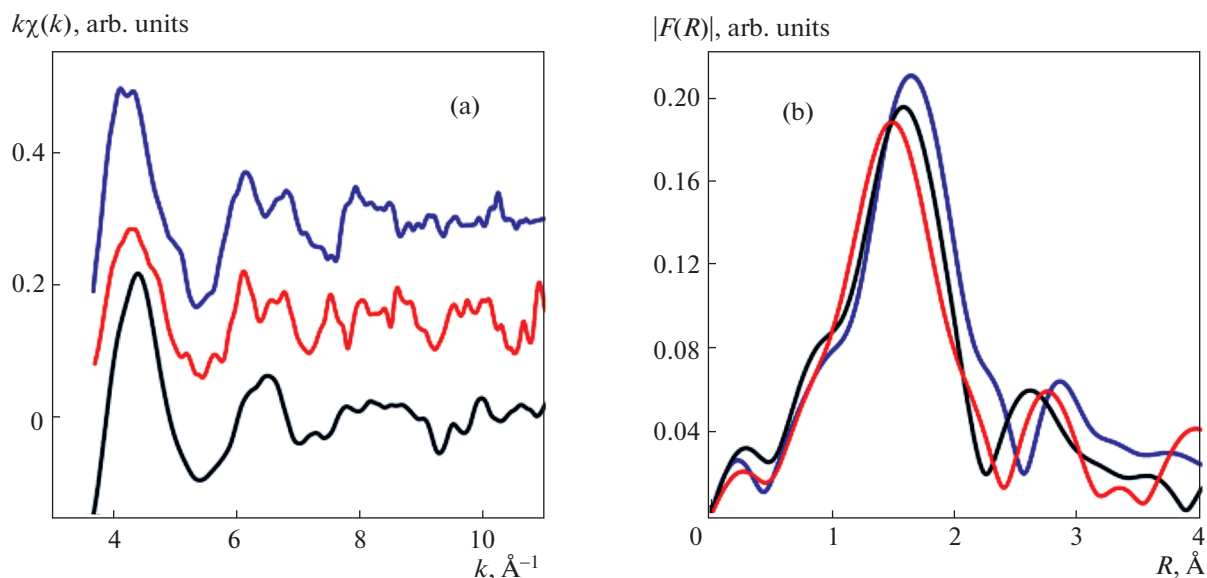 kχ(k), arb. units
(a)
0.4
0.2
0
4 6 8 10
k, Å⁻¹
|F(R)|, arb. units
(b)
0.20
0.16
0.12
0.08
0.04
0 1 2 3 4
R, Å